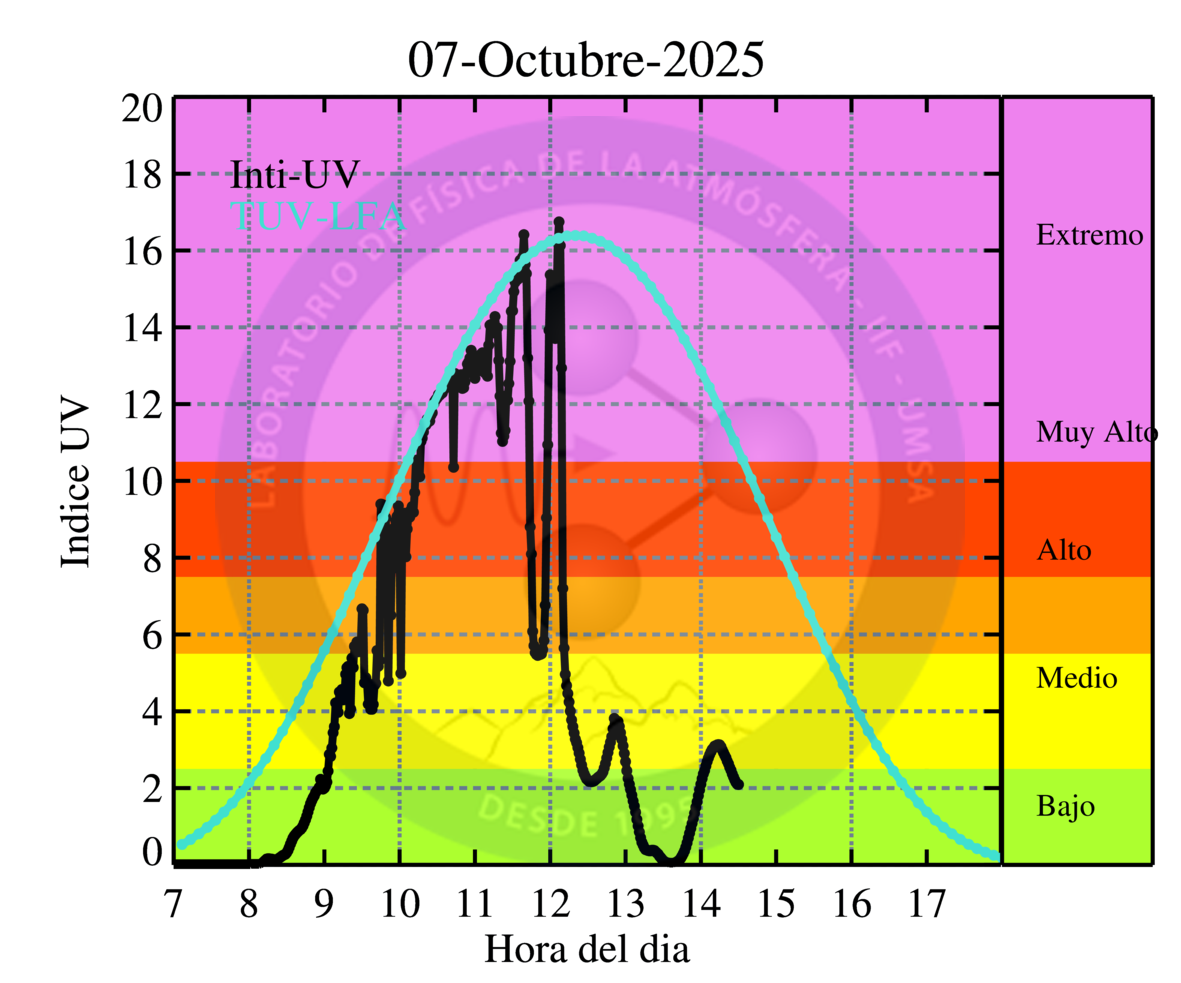 07-Octubre-2025
20
18
16
14
12
10
8
6
4
2
0
Indice UV
Inti-UV
TUV-LFA
LABORATORIO DE FÍSICA DE LA ATMÓSFERA - IIF - UMSA
DESDE 1995
Extremo
Muy Alto
Alto
Medio
Bajo
7 8 9 10 11 12 13 14 15 16 17
Hora del dia